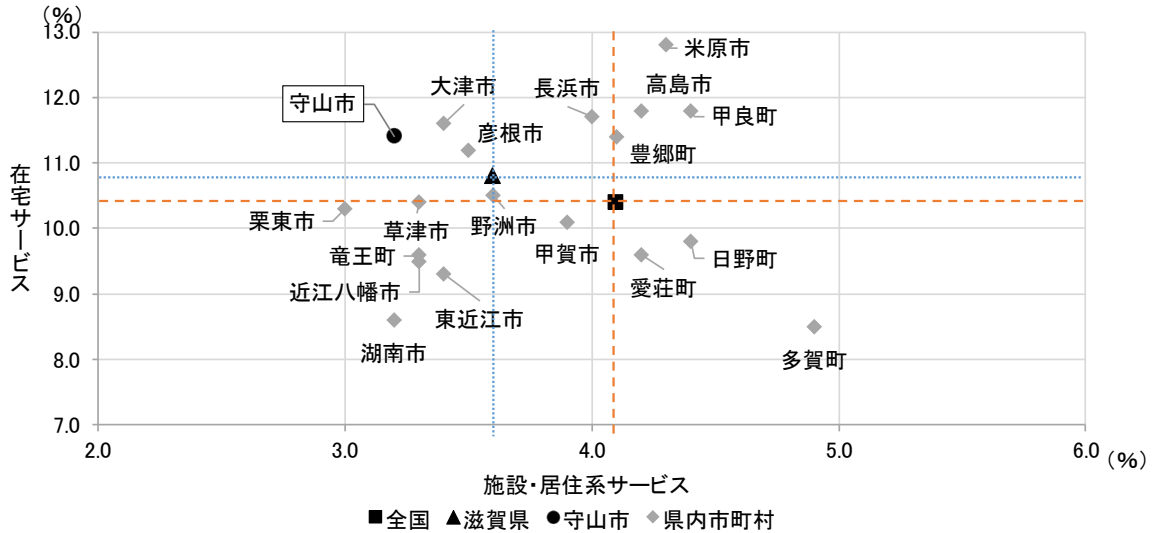 (%)
13.0
12.0
11.0
10.0
9.0
8.0
7.0
在宅サービス
米原市
大津市
長浜市
高島市
守山市
甲良町
彦根市
豊郷町
栗東市
草津市
野洲市
竜王町
甲賀市
日野町
近江八幡市
愛荘町
東近江市
湖南市
多賀町
2.0 3.0 4.0 5.0 6.0
(%)
施設・居住系サービス
■全国 ▲滋賀県 ●守山市 ◆県内市町村